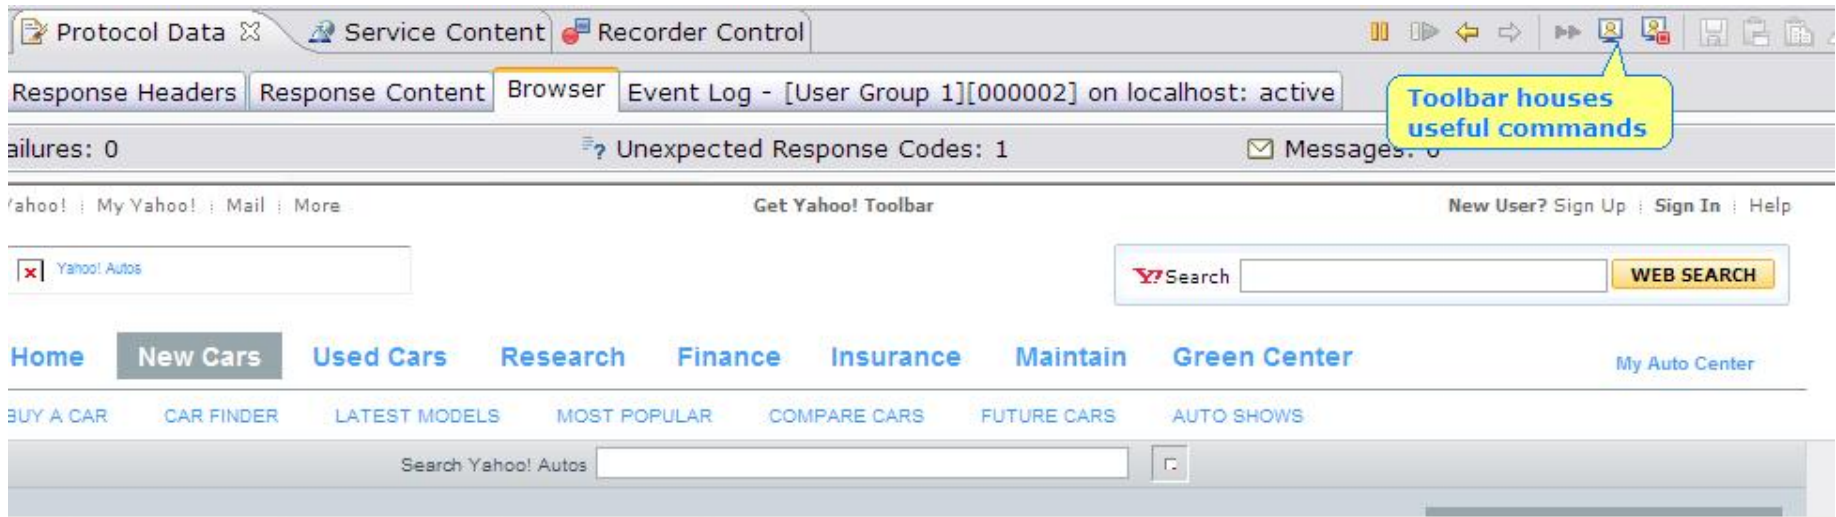 Protocol Data Service Content Recorder Control
Response Headers Response Content Browser Event Log - [User Group 1][000002] on localhost: active
Toolbar houses
useful commands
ailures: 0 Unexpected Response Codes: 1 Messages: 0
Yahoo! My Yahoo! Mail More Get Yahoo! Toolbar New User? Sign Up Sign In Help
Yahoo! Autos Y! Search WEB SEARCH
Home New Cars Used Cars Research Finance Insurance Maintain Green Center My Auto Center
BUY A CAR CAR FINDER LATEST MODELS MOST POPULAR COMPARE CARS FUTURE CARS AUTO SHOWS
Search Yahoo! Autos